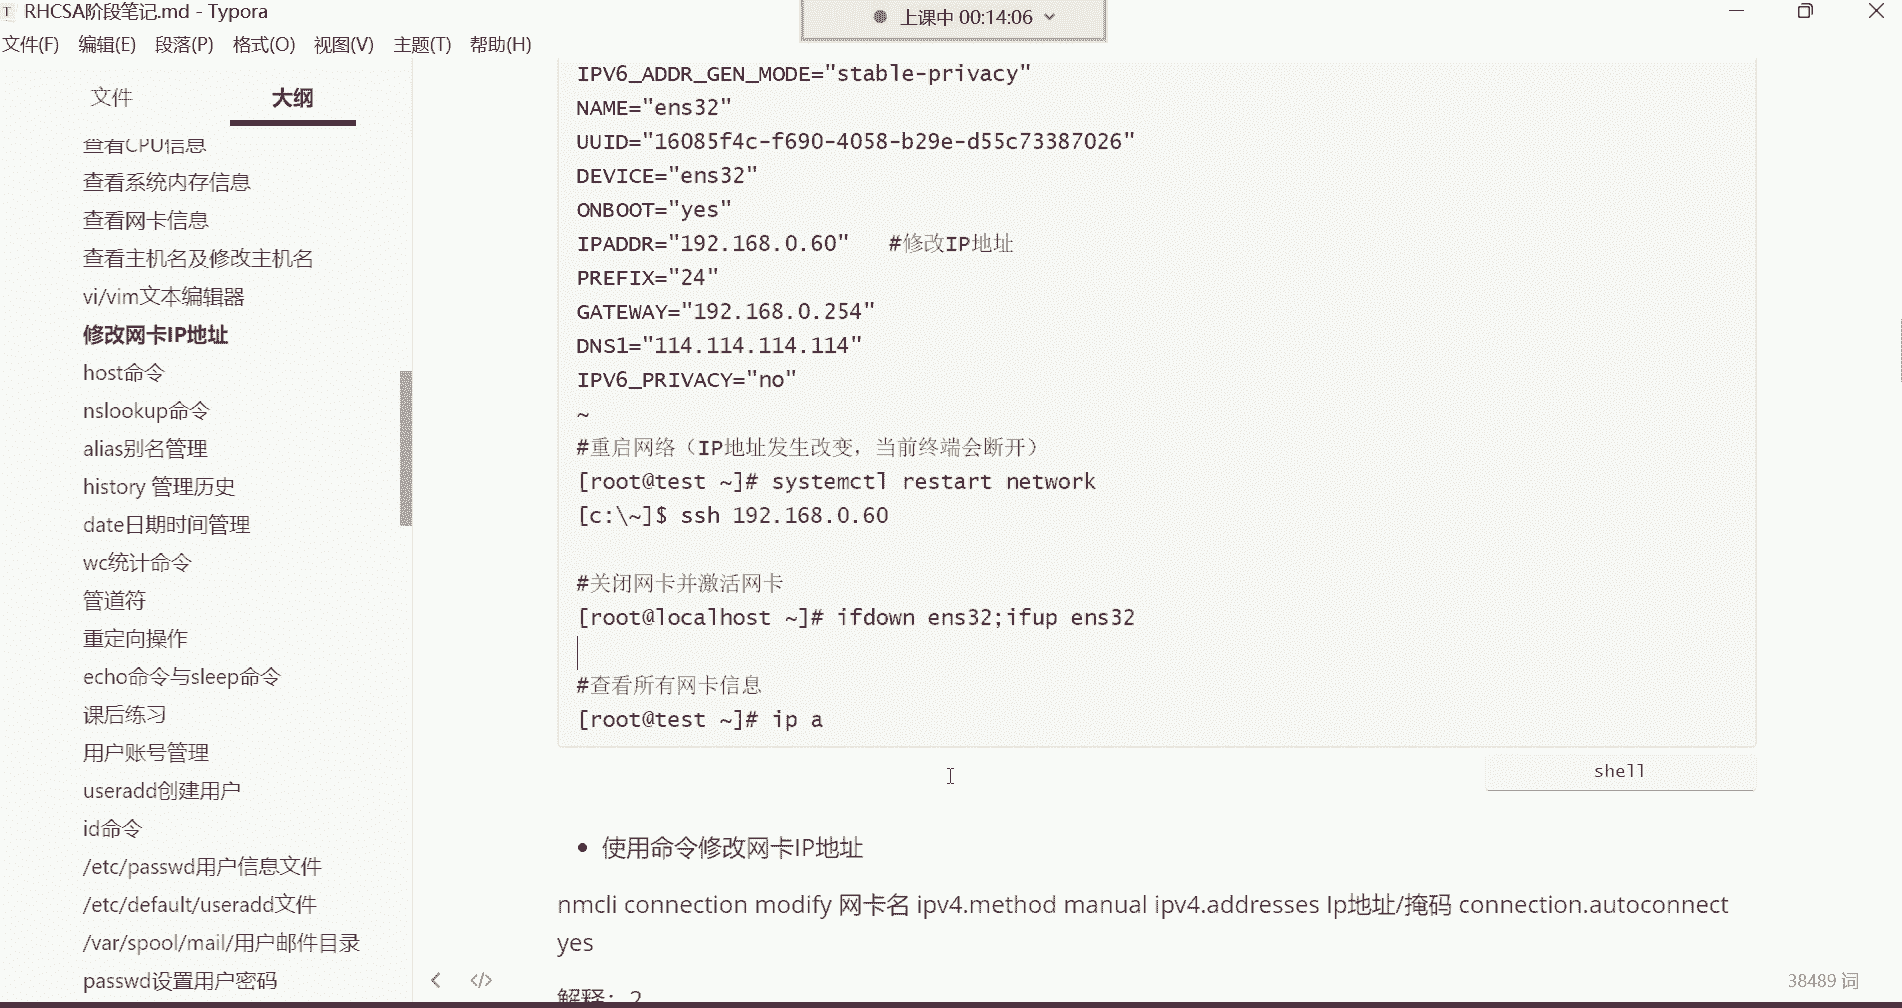 RHCSA阶段笔记.md - Typora
上课中 00:14:06
文件(F) 编辑(E) 段落(P) 格式(O) 视图(V) 主题(T) 帮助(H)
文件 大纲
查看CPU信息
查看系统内存信息
查看网卡信息
查看主机名及修改主机名
vi/vim文本编辑器
修改网卡IP地址
host命令
nslookup命令
alias别名管理
history 管理历史
date日期时间管理
wc统计命令
管道符
重定向操作
echo命令与sleep命令
课后练习
用户账号管理
useradd创建用户
id命令
/etc/passwd用户信息文件
/etc/default/useradd文件
/var/spool/mail/用户邮件目录
passwd设置用户密码
IPV6_ADDR_GEN_MODE="stable-privacy"
NAME="ens32"
UUID="16085f4c-f690-4058-b29e-d55c73387026"
DEVICE="ens32"
ONBOOT="yes"
IPADDR="192.168.0.60" #修改IP地址
PREFIX="24"
GATEWAY="192.168.0.254"
DNS1="114.114.114.114"
IPV6_PRIVACY="no"
~
#重启网络（IP地址发生改变，当前终端会断开）
[root@test ~]# systemctl restart network
[c:\~]$ ssh 192.168.0.60
#关闭网卡并激活网卡
[root@localhost ~]# ifdown ens32;ifup ens32
#查看所有网卡信息
[root@test ~]# ip a
shell
• 使用命令修改网卡IP地址
nmcli connection modify 网卡名 ipv4.method manual ipv4.addresses Ip地址/掩码 connection.autoconnect
yes
解释：2
38489 词